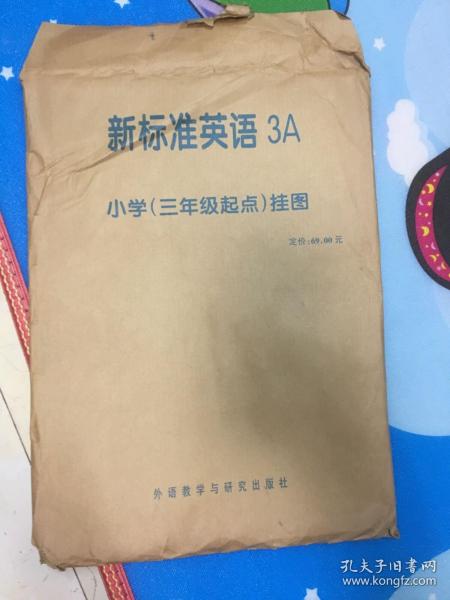 新标准英语 3A
小学(三年级起点)挂图
定价:69.00 元
外语教学与研究出版社
孔夫子旧书网
www.kongfz.com